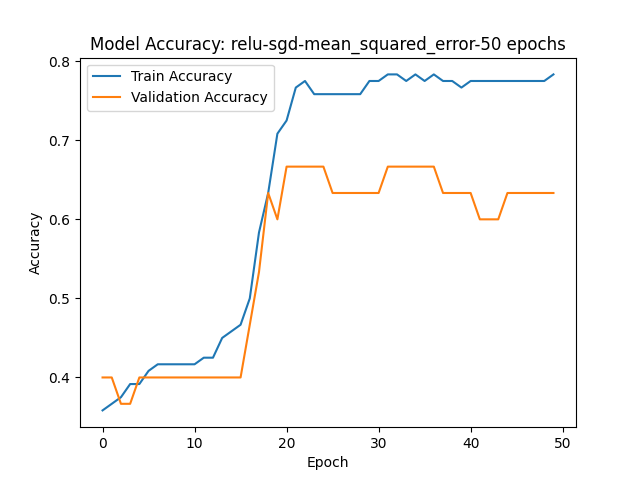 Model Accuracy: relu-sgd-mean_squared_error-50 epochs
Train Accuracy
Validation Accuracy
0.8
0.7
0.6
0.5
0.4
Accuracy
0 10 20 30 40 50
Epoch